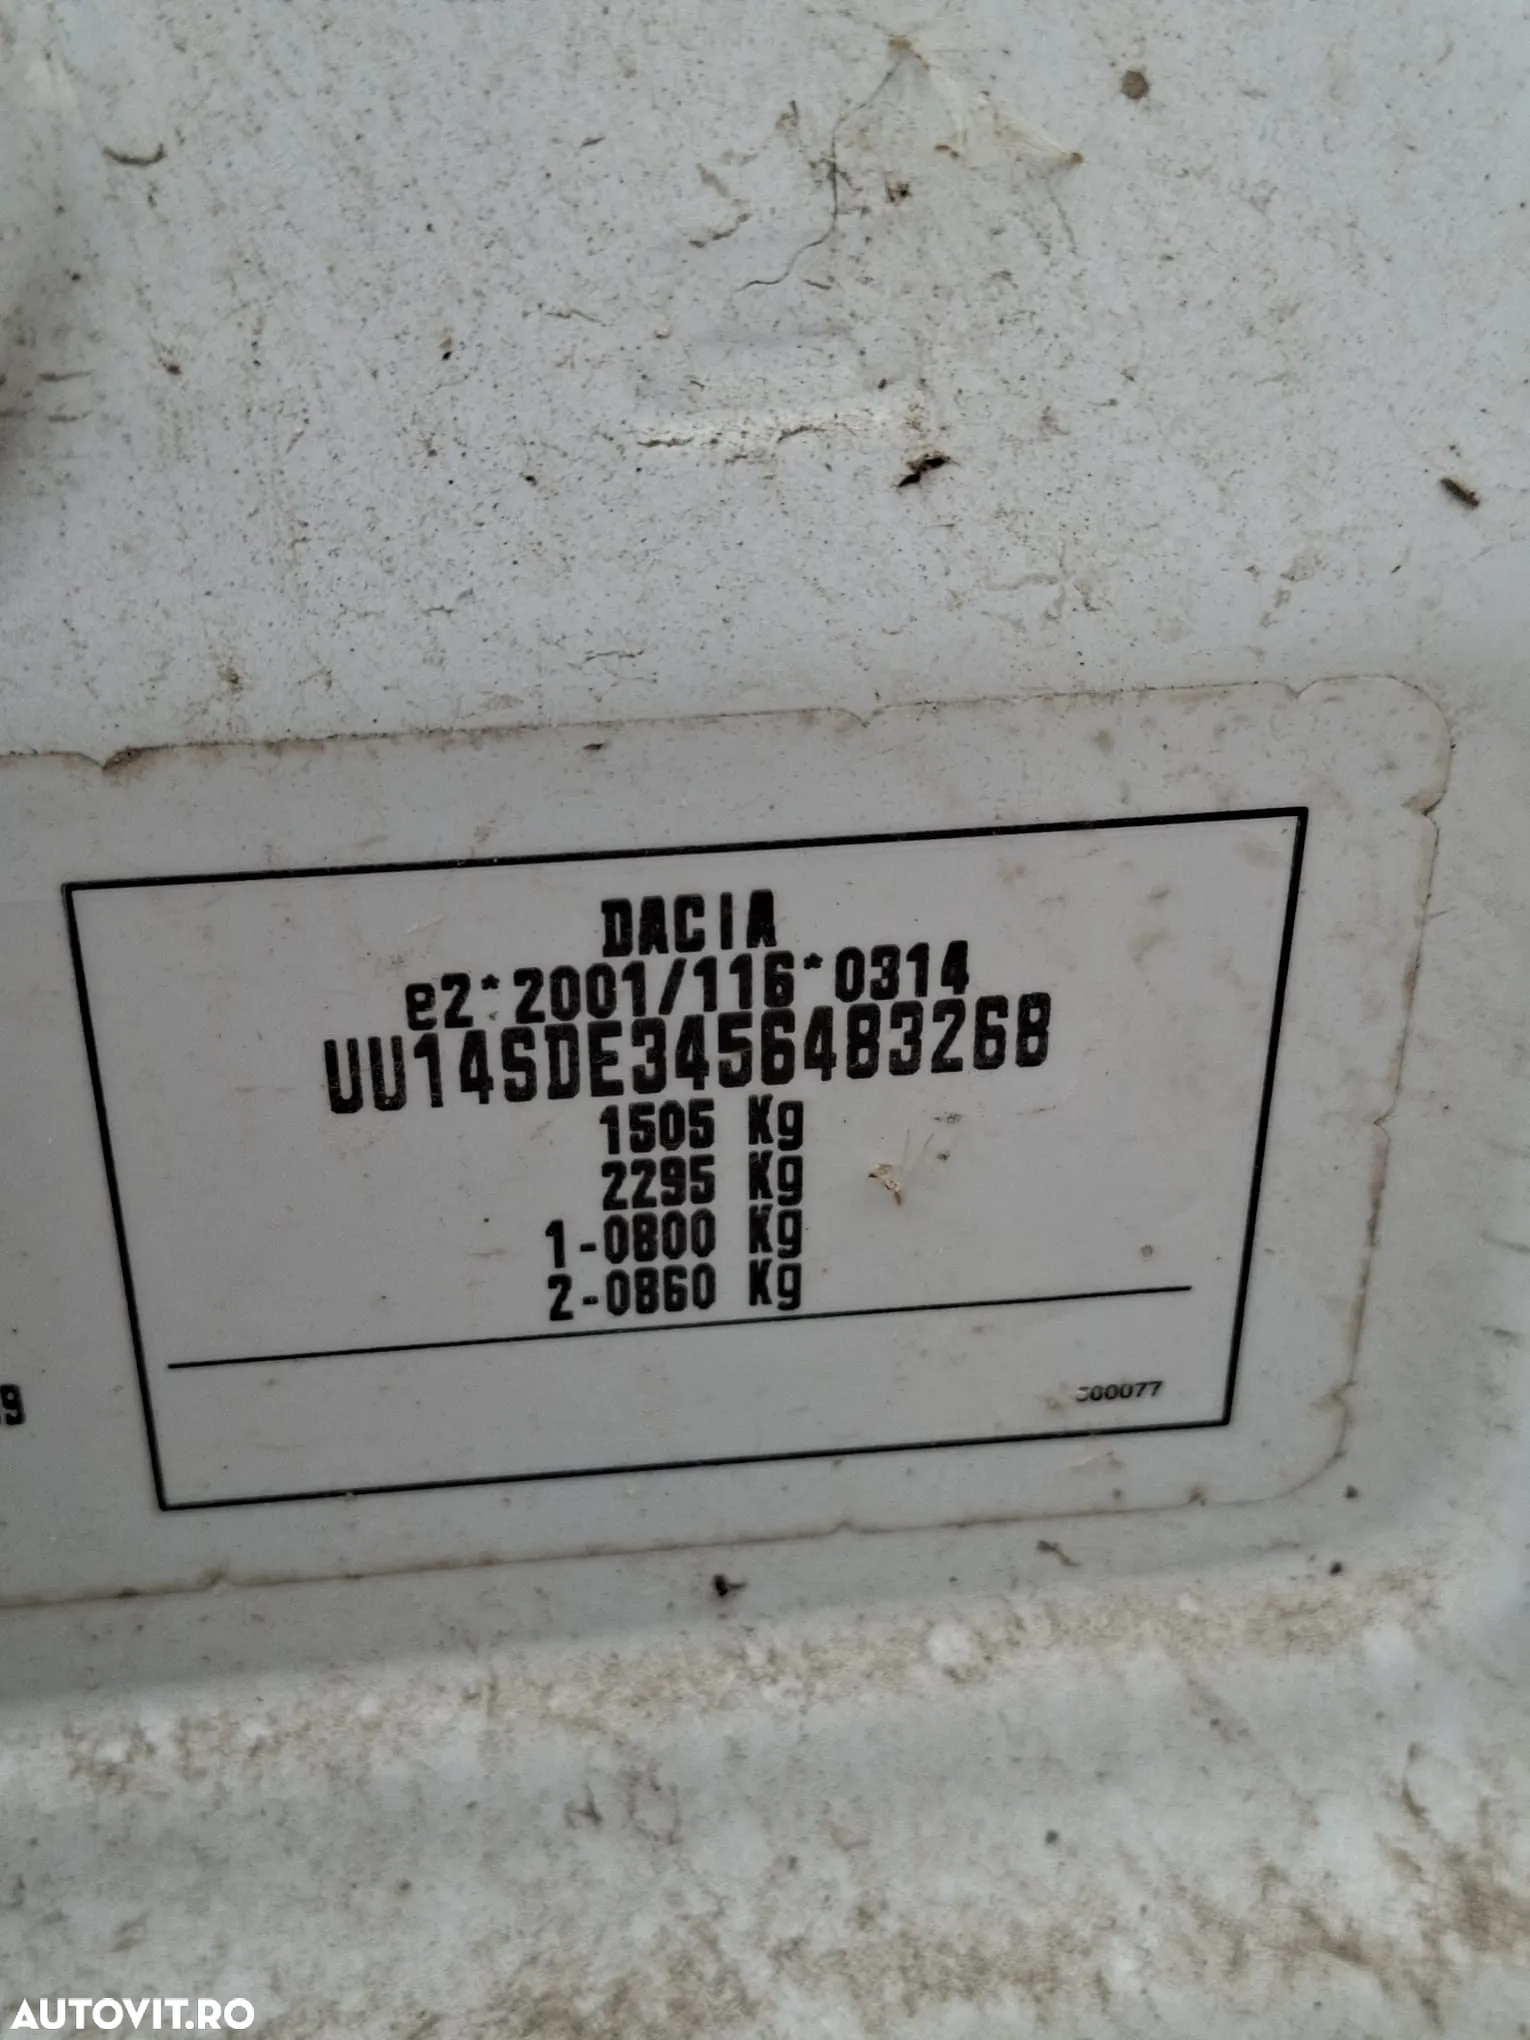 DACIA
e2*2001/116*0314
UU14SDE3456483268
1505 Kg
2295 Kg
1-0800 Kg
2-0860 Kg
AUTOVIT.RO